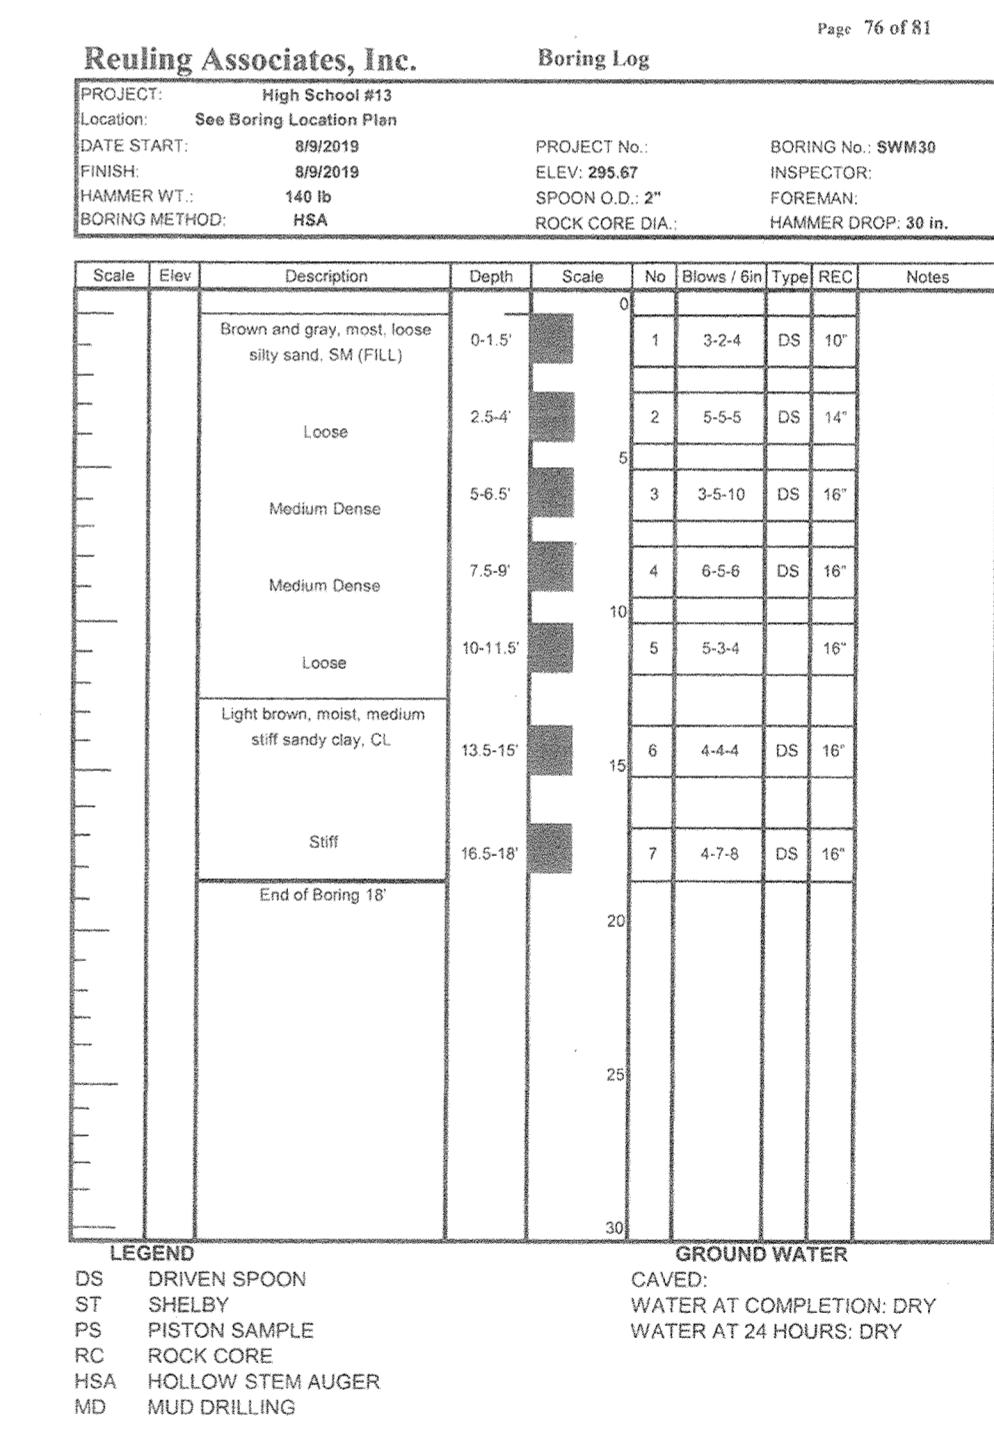 Page 76 of 81
Reuling Associates, Inc. Boring Log
PROJECT: High School #13
Location: See Boring Location Plan
DATE START: 8/9/2019 PROJECT No.: BORING No.: SWM30
FINISH: 8/9/2019 ELEV: 295.67 INSPECTOR:
HAMMER WT.: 140 lb SPOON O.D.: 2" FOREMAN:
BORING METHOD: HSA ROCK CORE DIA.: HAMMER DROP: 30 in.
Scale Elev Description Depth Scale No Blows / 6in Type REC Notes
0
Brown and gray, most, loose
silty sand, SM (FILL) 0-1.5' 1 3-2-4 DS 10"
Loose 2.5-4' 2 5-5-5 DS 14"
5
Medium Dense 5-6.5' 3 3-5-10 DS 16"
Medium Dense 7.5-9' 4 6-5-6 DS 16"
10
Loose 10-11.5' 5 5-3-4 16"
Light brown, moist, medium
stiff sandy clay, CL 13.5-15' 6 4-4-4 DS 16"
15
Stiff 16.5-18' 7 4-7-8 DS 16"
End of Boring 18'
20
25
30
LEGEND GROUND WATER
DS DRIVEN SPOON CAVED:
ST SHELBY WATER AT COMPLETION: DRY
PS PISTON SAMPLE WATER AT 24 HOURS: DRY
RC ROCK CORE
HSA HOLLOW STEM AUGER
MD MUD DRILLING